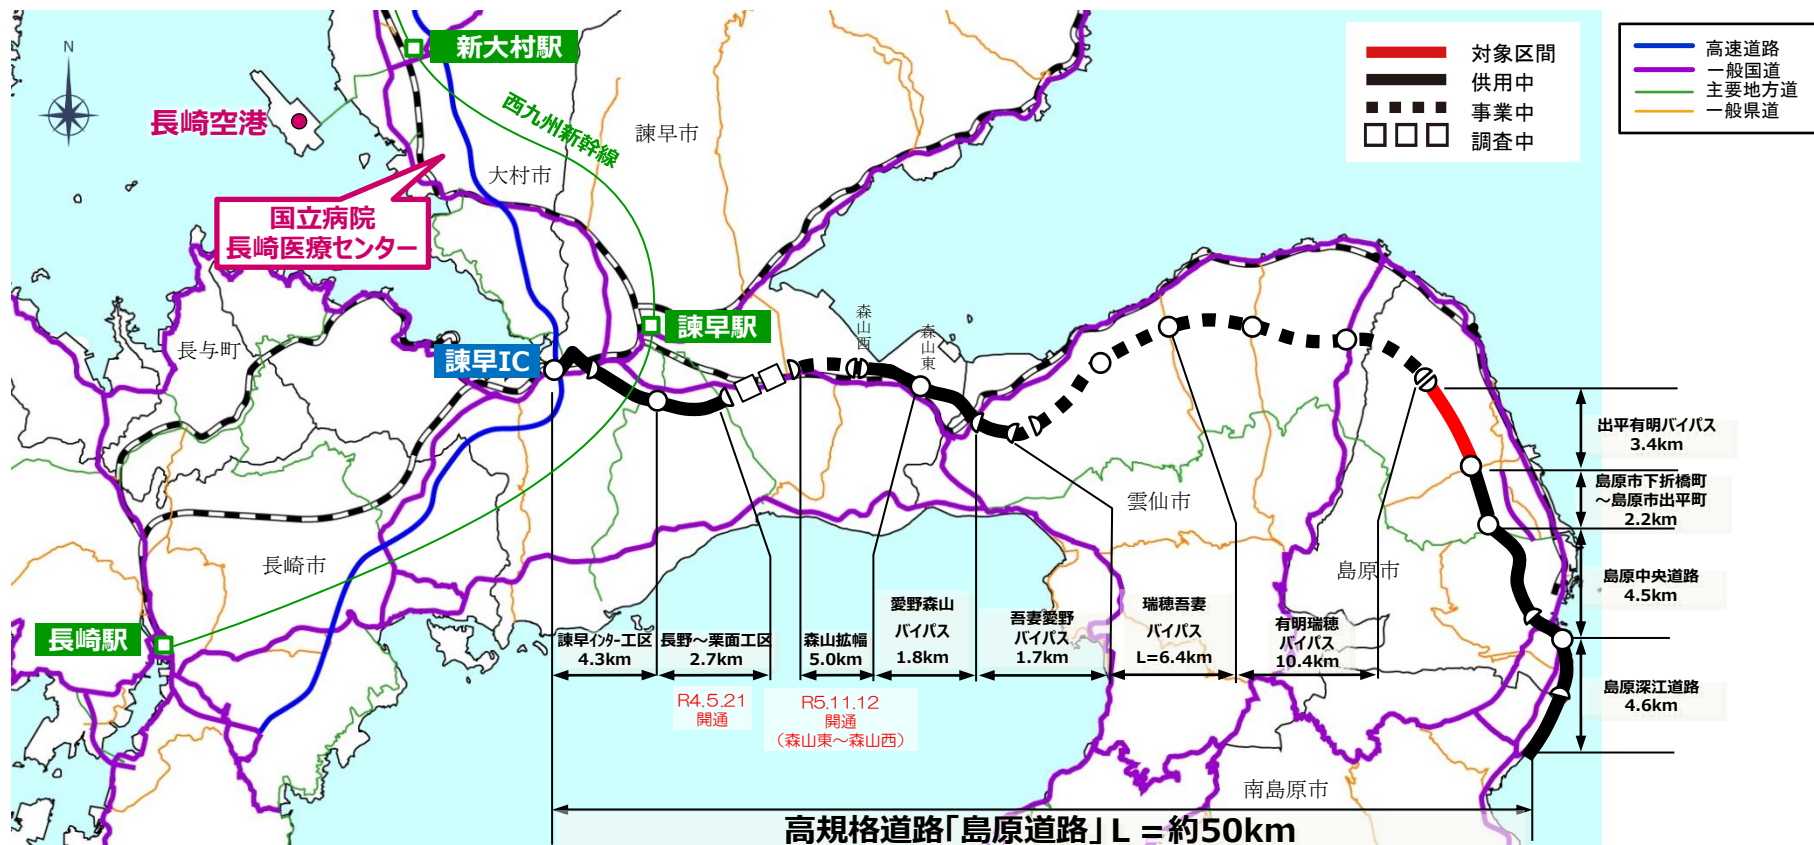 N
新大村駅
長崎空港
西九州新幹線
諫早市
大村市
国立病院
長崎医療センター
対象区間
供用中
事業中
調査中
高速道路
一般国道
主要地方道
一般県道
長与町
諫早IC
諫早駅
森山西
森山東
出平有明バイパス
3.4km
島原市下折橋町
～島原市出平町
2.2km
島原中央道路
4.5km
島原深江道路
4.6km
雲仙市
島原市
長崎市
長崎駅
南島原市
諫早インター工区
4.3km
長野～栗面工区
2.7km
森山拡幅
5.0km
愛野森山
バイパス
1.8km
吾妻愛野
バイパス
1.7km
瑞穂吾妻
バイパス
L=6.4km
有明瑞穂
バイパス
10.4km
R4.5.21
開通
R5.11.12
開通
（森山東～森山西）
高規格道路「島原道路」L =約50km